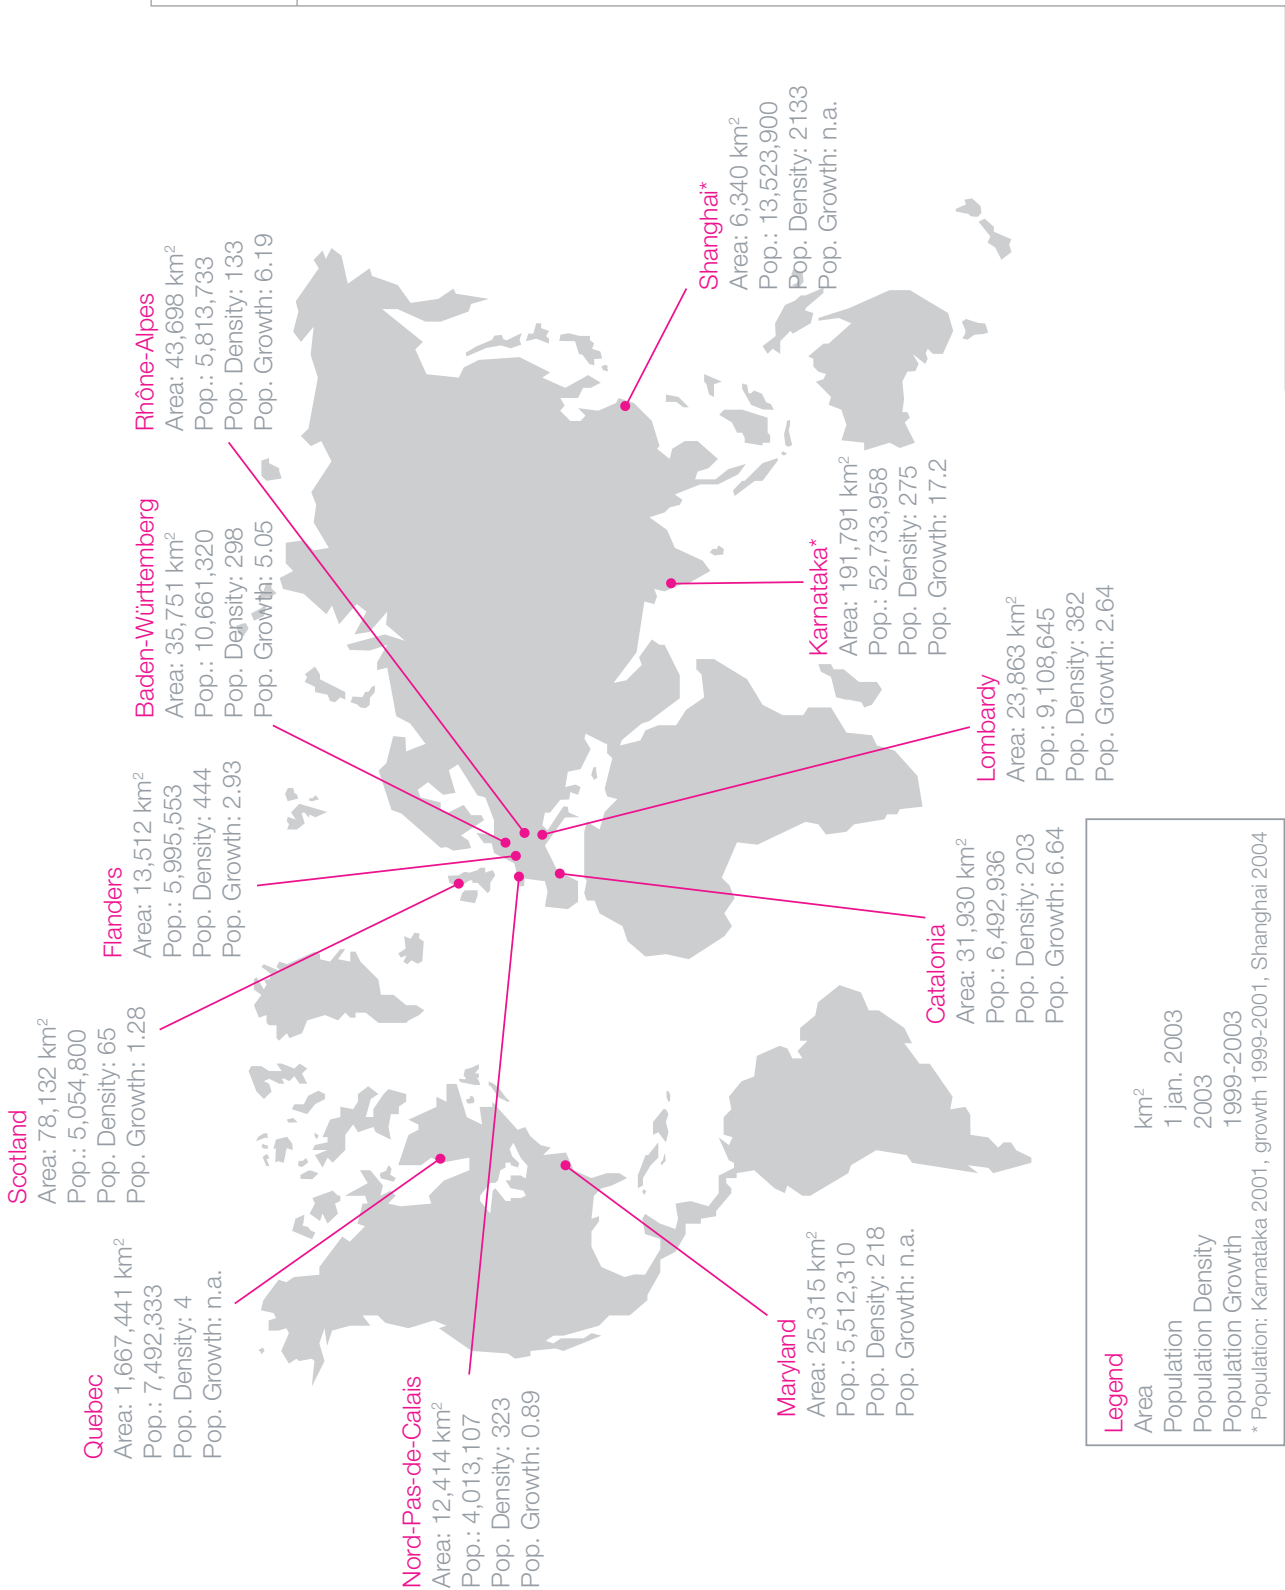 Scotland
Area: 78,132 km²
Pop.: 5,054,800
Pop. Density: 65
Pop. Growth: 1.28
Quebec
Area: 1,667,441 km²
Pop.: 7,492,333
Pop. Density: 4
Pop. Growth: n.a.
Flanders
Area: 13,512 km²
Pop.: 5,995,553
Pop. Density: 444
Pop. Growth: 2.93
Baden-Württemberg
Area: 35,751 km²
Pop.: 10,661,320
Pop. Density: 298
Pop. Growth: 5.05
Rhône-Alpes
Area: 43,698 km²
Pop.: 5,813,733
Pop. Density: 133
Pop. Growth: 6.19
Nord-Pas-de-Calais
Area: 12,414 km²
Pop.: 4,013,107
Pop. Density: 323
Pop. Growth: 0.89
Shanghai*
Area: 6,340 km²
Pop.: 13,523,900
Pop. Density: 2133
Pop. Growth: n.a.
Maryland
Area: 25,315 km²
Pop.: 5,512,310
Pop. Density: 218
Pop. Growth: n.a.
Karnataka*
Area: 191,791 km²
Pop.: 52,733,958
Pop. Density: 275
Pop. Growth: 17.2
Catalonia
Area: 31,930 km²
Pop.: 6,492,936
Pop. Density: 203
Pop. Growth: 6.64
Lombardy
Area: 23,863 km²
Pop.: 9,108,645
Pop. Density: 382
Pop. Growth: 2.64
Legend
Area km²
Population 1 jan. 2003
Population Density 2003
Population Growth 1999-2003
* Population: Karnataka 2001, growth 1999-2001, Shanghai 2004